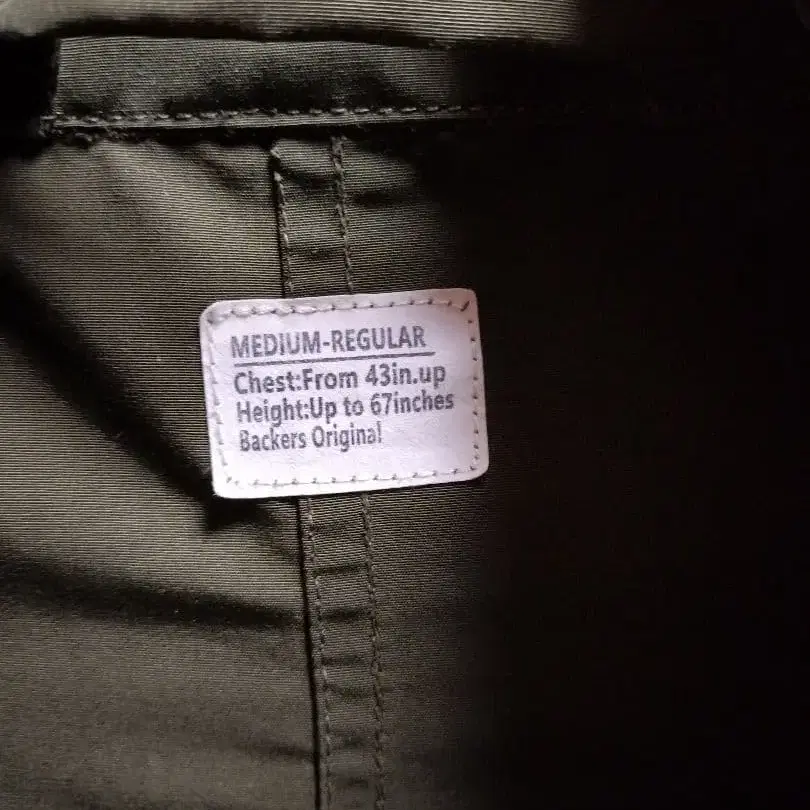 MEDIUM-REGULAR
Chest:From 43in.up
Height:Up to 67inches
Backers Original